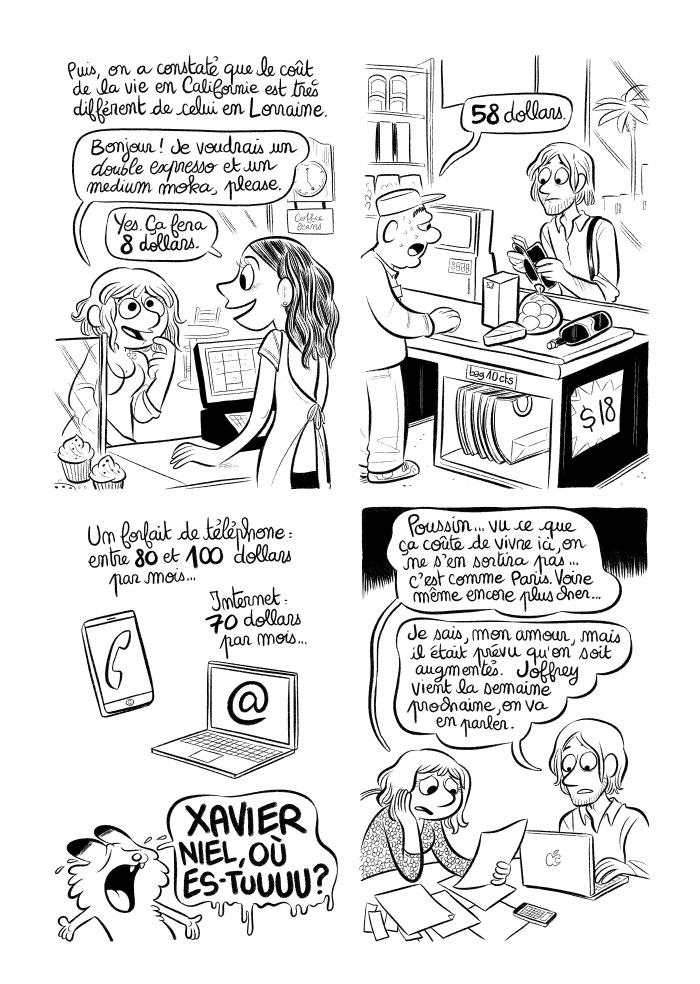 Puis, on a constaté que le coût
de la vie en Californie est très
différent de celui en Lorraine.
Bonjour ! Je voudrais un
double expresso et un
medium moka, please.
Coffee
beans
Yes. Ça fera
8 dollars.
58 dollars.
bag 10 cts
$18
Un forfait de téléphone :
entre 80 et 100 dollars
par mois...
Internet :
70 dollars
par mois...
@
XAVIER
NIEL, OÙ
ES-TUUUU ?
Poussin... vu ce que
ça coûte de vivre ici, on
ne s'en sortira pas...
c'est comme Paris. Voire
même encore plus cher...
Je sais, mon amour, mais
il était prévu qu'on soit
augmentés. Joffrey
vient la semaine
prochaine, on va
en parler.